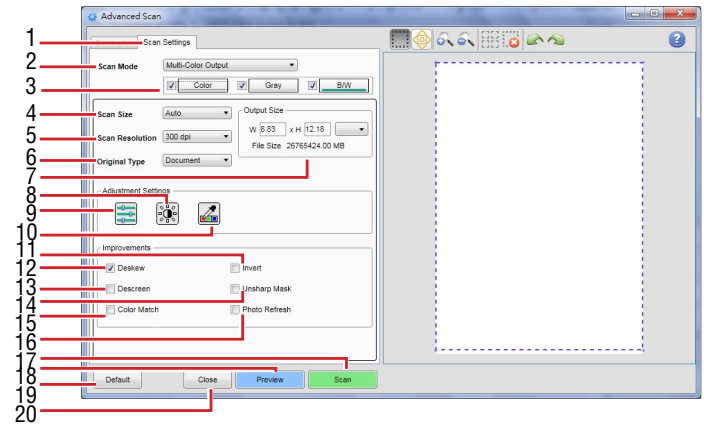 Advanced Scan
1
Scan Settings
2
Scan Mode
Multi-Color Output
3
Color
Gray
B/W
4
Scan Size
Auto
Output Size
5
Scan Resolution
300 dpi
W 8.83 x H 12.18
File Size 26765424.00 MB
6
Original Type
Document
7
8
Adjustment Settings
9
10
11
Improvements
12
Deskew
Invert
13
Descreen
Unsharp Mask
14
15
Color Match
Photo Refresh
16
17
18
Default
Close
Preview
Scan
19
20
?